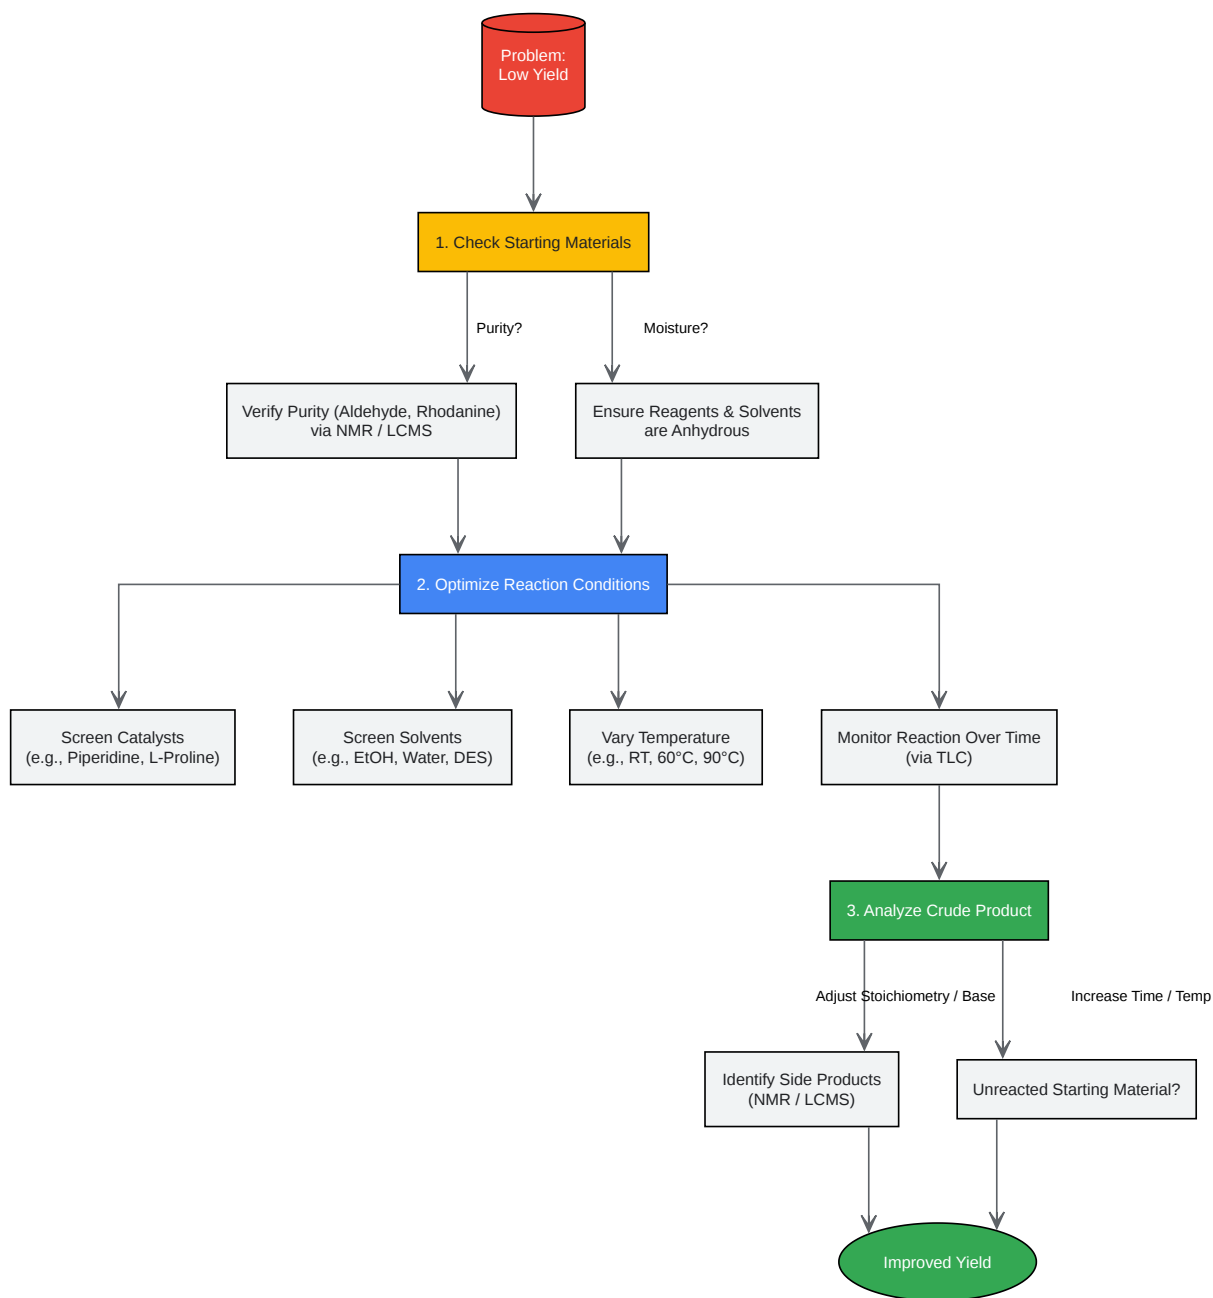 Problem:
Low Yield
1. Check Starting Materials
Purity?
Moisture?
Verify Purity (Aldehyde, Rhodanine)
via NMR / LCMS
Ensure Reagents & Solvents
are Anhydrous
2. Optimize Reaction Conditions
Screen Catalysts
(e.g., Piperidine, L-Proline)
Screen Solvents
(e.g., EtOH, Water, DES)
Vary Temperature
(e.g., RT, 60°C, 90°C)
Monitor Reaction Over Time
(via TLC)
3. Analyze Crude Product
Adjust Stoichiometry / Base
Increase Time / Temp
Identify Side Products
(NMR / LCMS)
Unreacted Starting Material?
Improved Yield